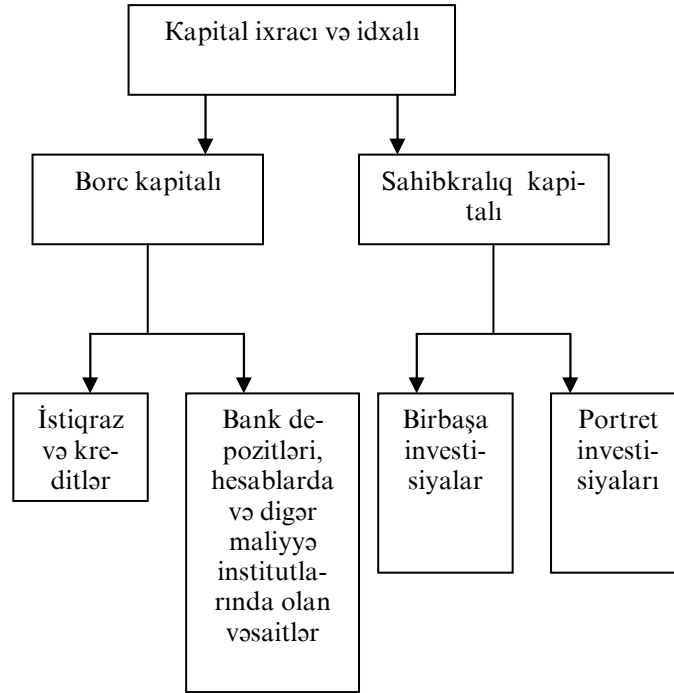 Kapital ixracı və idxalı
Borc kapitalı
Sahibkralıq kapi-
talı
İstiqraz
və kre-
ditlər
Bank de-
pozitləri,
hesablarda
və digər
maliyyə
institutla-
rında olan
vəsaitlər
Birbaşa
investi-
siyalar
Portret
investi-
siyaları